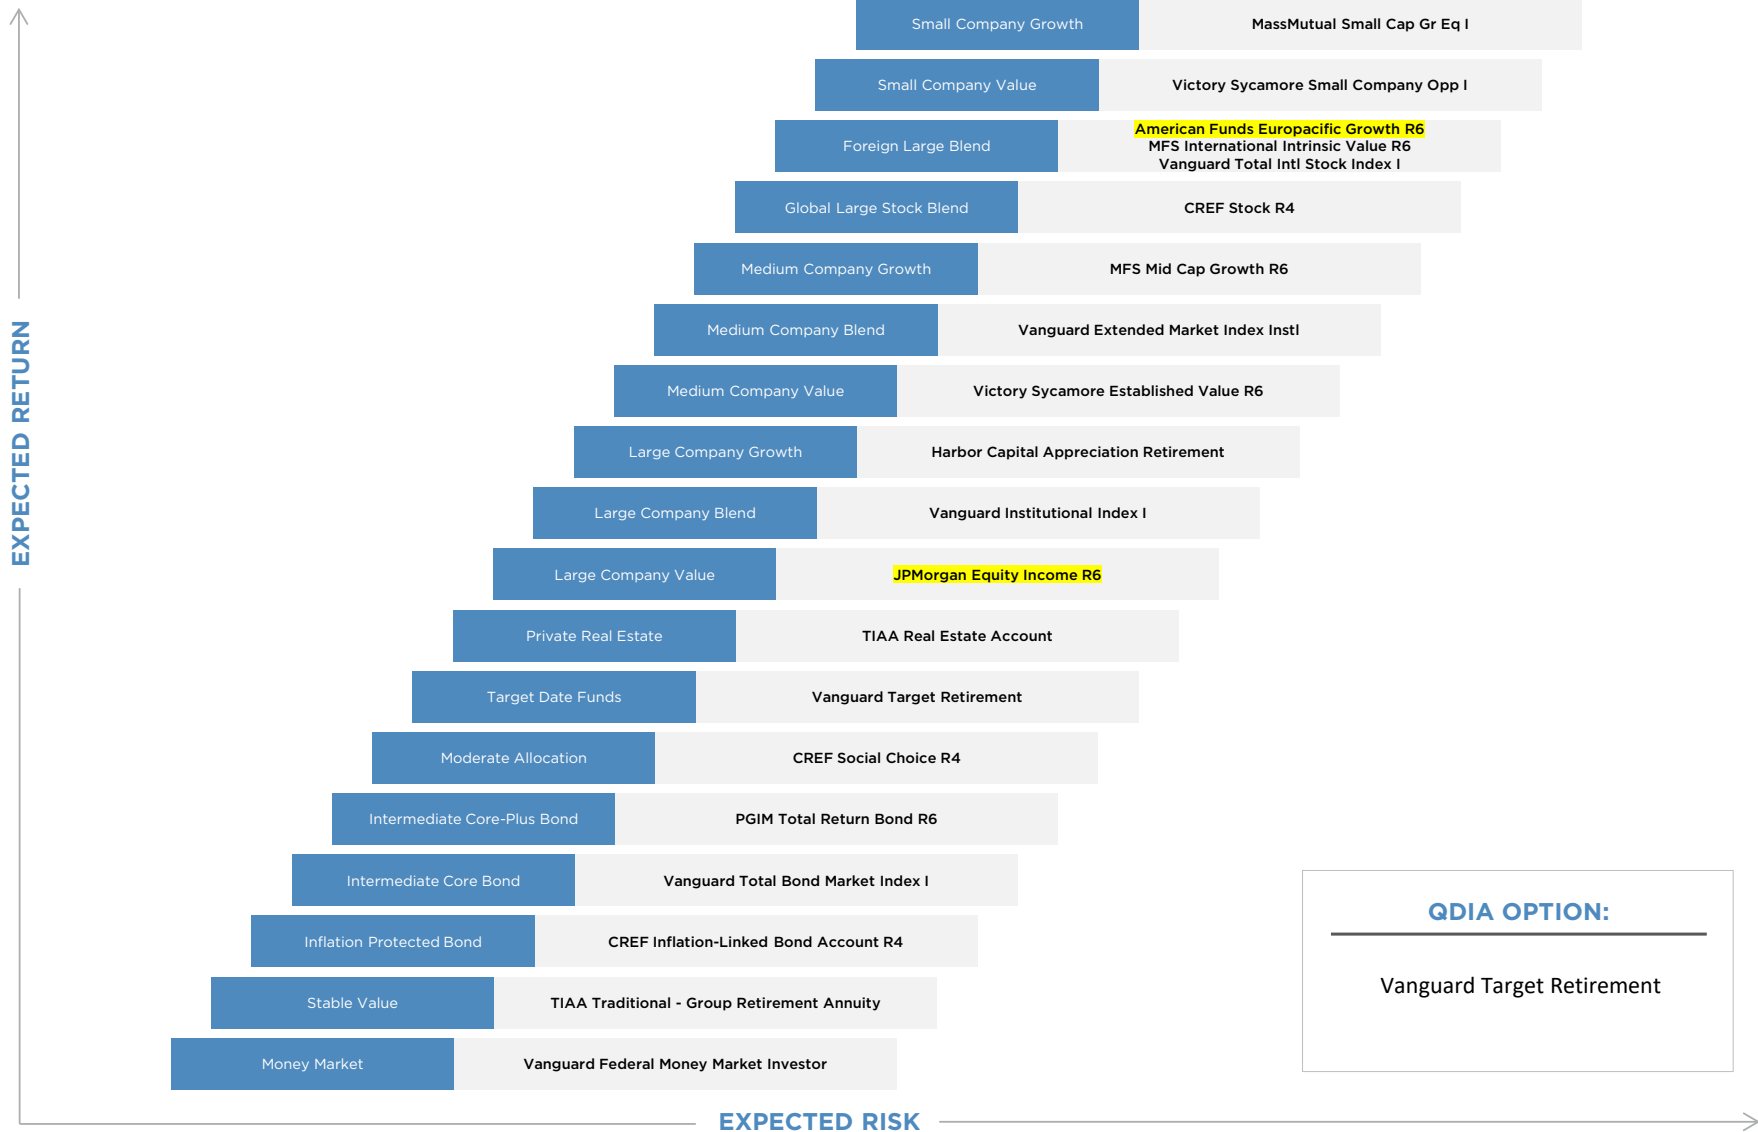 Small Company Growth
MassMutual Small Cap Gr Eq I
Small Company Value
Victory Sycamore Small Company Opp I
Foreign Large Blend
American Funds Europacific Growth R6
MFS International Intrinsic Value R6
Vanguard Total Intl Stock Index I
Global Large Stock Blend
CREF Stock R4
Medium Company Growth
MFS Mid Cap Growth R6
Medium Company Blend
Vanguard Extended Market Index Instl
Medium Company Value
Victory Sycamore Established Value R6
Large Company Growth
Harbor Capital Appreciation Retirement
Large Company Blend
Vanguard Institutional Index I
Large Company Value
JPMorgan Equity Income R6
Private Real Estate
TIAA Real Estate Account
Target Date Funds
Vanguard Target Retirement
Moderate Allocation
CREF Social Choice R4
Intermediate Core-Plus Bond
PGIM Total Return Bond R6
Intermediate Core Bond
Vanguard Total Bond Market Index I
Inflation Protected Bond
CREF Inflation-Linked Bond Account R4
Stable Value
TIAA Traditional - Group Retirement Annuity
Money Market
Vanguard Federal Money Market Investor
EXPECTED RETURN
EXPECTED RISK
QDIA OPTION:
Vanguard Target Retirement